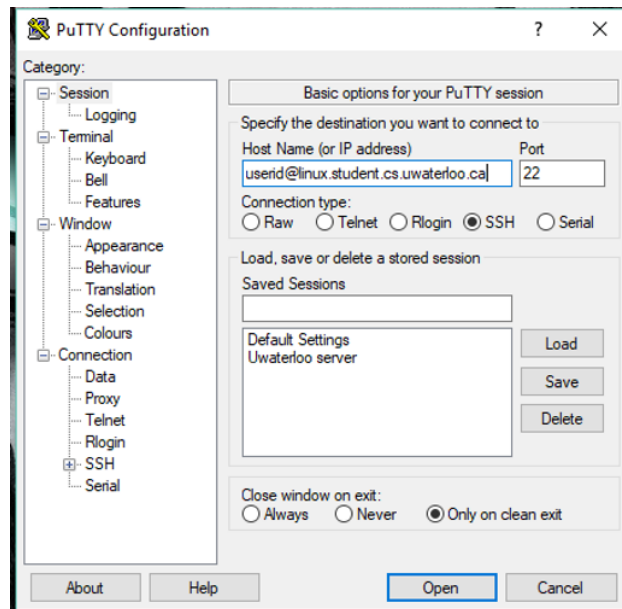 PuTTY Configuration
?
Category:
Session
Logging
Terminal
Keyboard
Bell
Features
Window
Appearance
Behaviour
Translation
Selection
Colours
Connection
Data
Proxy
Telnet
Rlogin
SSH
Serial
Basic options for your PuTTY session
Specify the destination you want to connect to
Host Name (or IP address) Port
userid@linux.student.cs.uwaterloo.ca 22
Connection type:
Raw Telnet Rlogin SSH Serial
Load, save or delete a stored session
Saved Sessions
Default Settings
Uwaterloo server
Load
Save
Delete
Close window on exit:
Always Never Only on clean exit
About Help Open Cancel